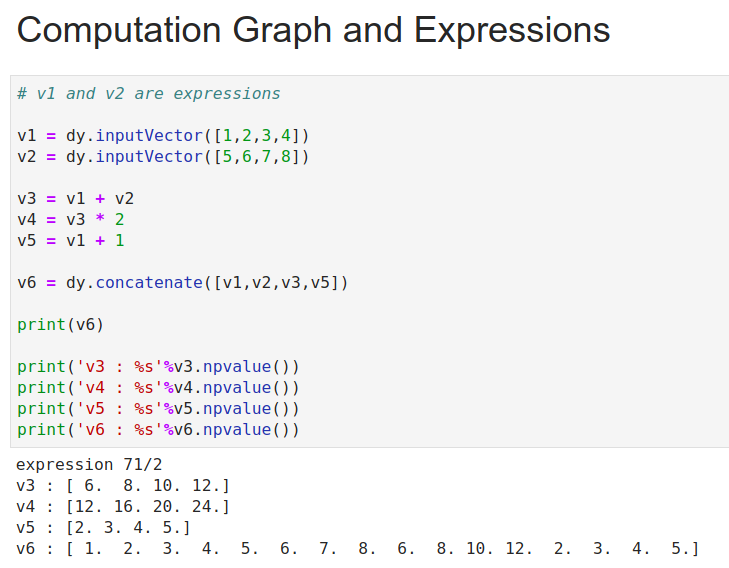 Computation Graph and Expressions
# v1 and v2 are expressions
v1 = dy.inputVector([1,2,3,4])
v2 = dy.inputVector([5,6,7,8])
v3 = v1 + v2
v4 = v3 * 2
v5 = v1 + 1
v6 = dy.concatenate([v1,v2,v3,v5])
print(v6)
print('v3 : %s'%v3.npvalue())
print('v4 : %s'%v4.npvalue())
print('v5 : %s'%v5.npvalue())
print('v6 : %s'%v6.npvalue())
expression 71/2
v3 : [ 6.  8. 10. 12.]
v4 : [12. 16. 20. 24.]
v5 : [2. 3. 4. 5.]
v6 : [ 1.  2.  3.  4.  5.  6.  7.  8.  6.  8. 10. 12.  2.  3.  4.  5.]